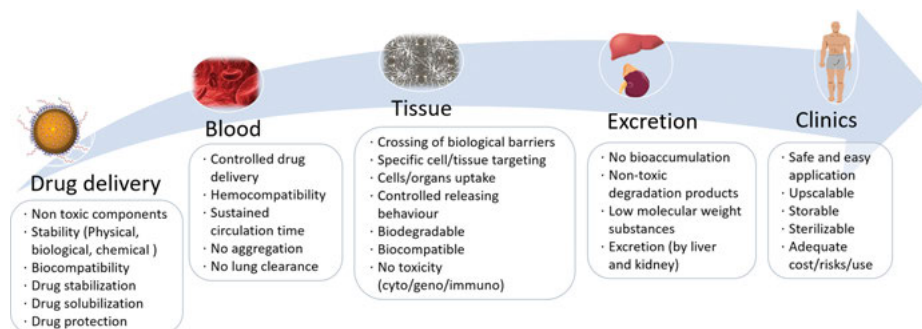 Drug delivery
· Non toxic components
· Stability (Physical,
biological, chemical )
· Biocompatibility
· Drug stabilization
· Drug solubilization
· Drug protection
Blood
· Controlled drug
delivery
· Hemocompatibility
· Sustained
circulation time
· No aggregation
· No lung clearance
Tissue
· Crossing of biological barriers
· Specific cell/tissue targeting
· Cells/organs uptake
· Controlled releasing
behaviour
· Biodegradable
· Biocompatible
· No toxicity
(cyto/geno/immuno)
Excretion
· No bioaccumulation
· Non-toxic
degradation products
· Low molecular weight
substances
· Excretion (by liver
and kidney)
Clinics
· Safe and easy
application
· Upscalable
· Storable
· Sterilizable
· Adequate
cost/risks/use